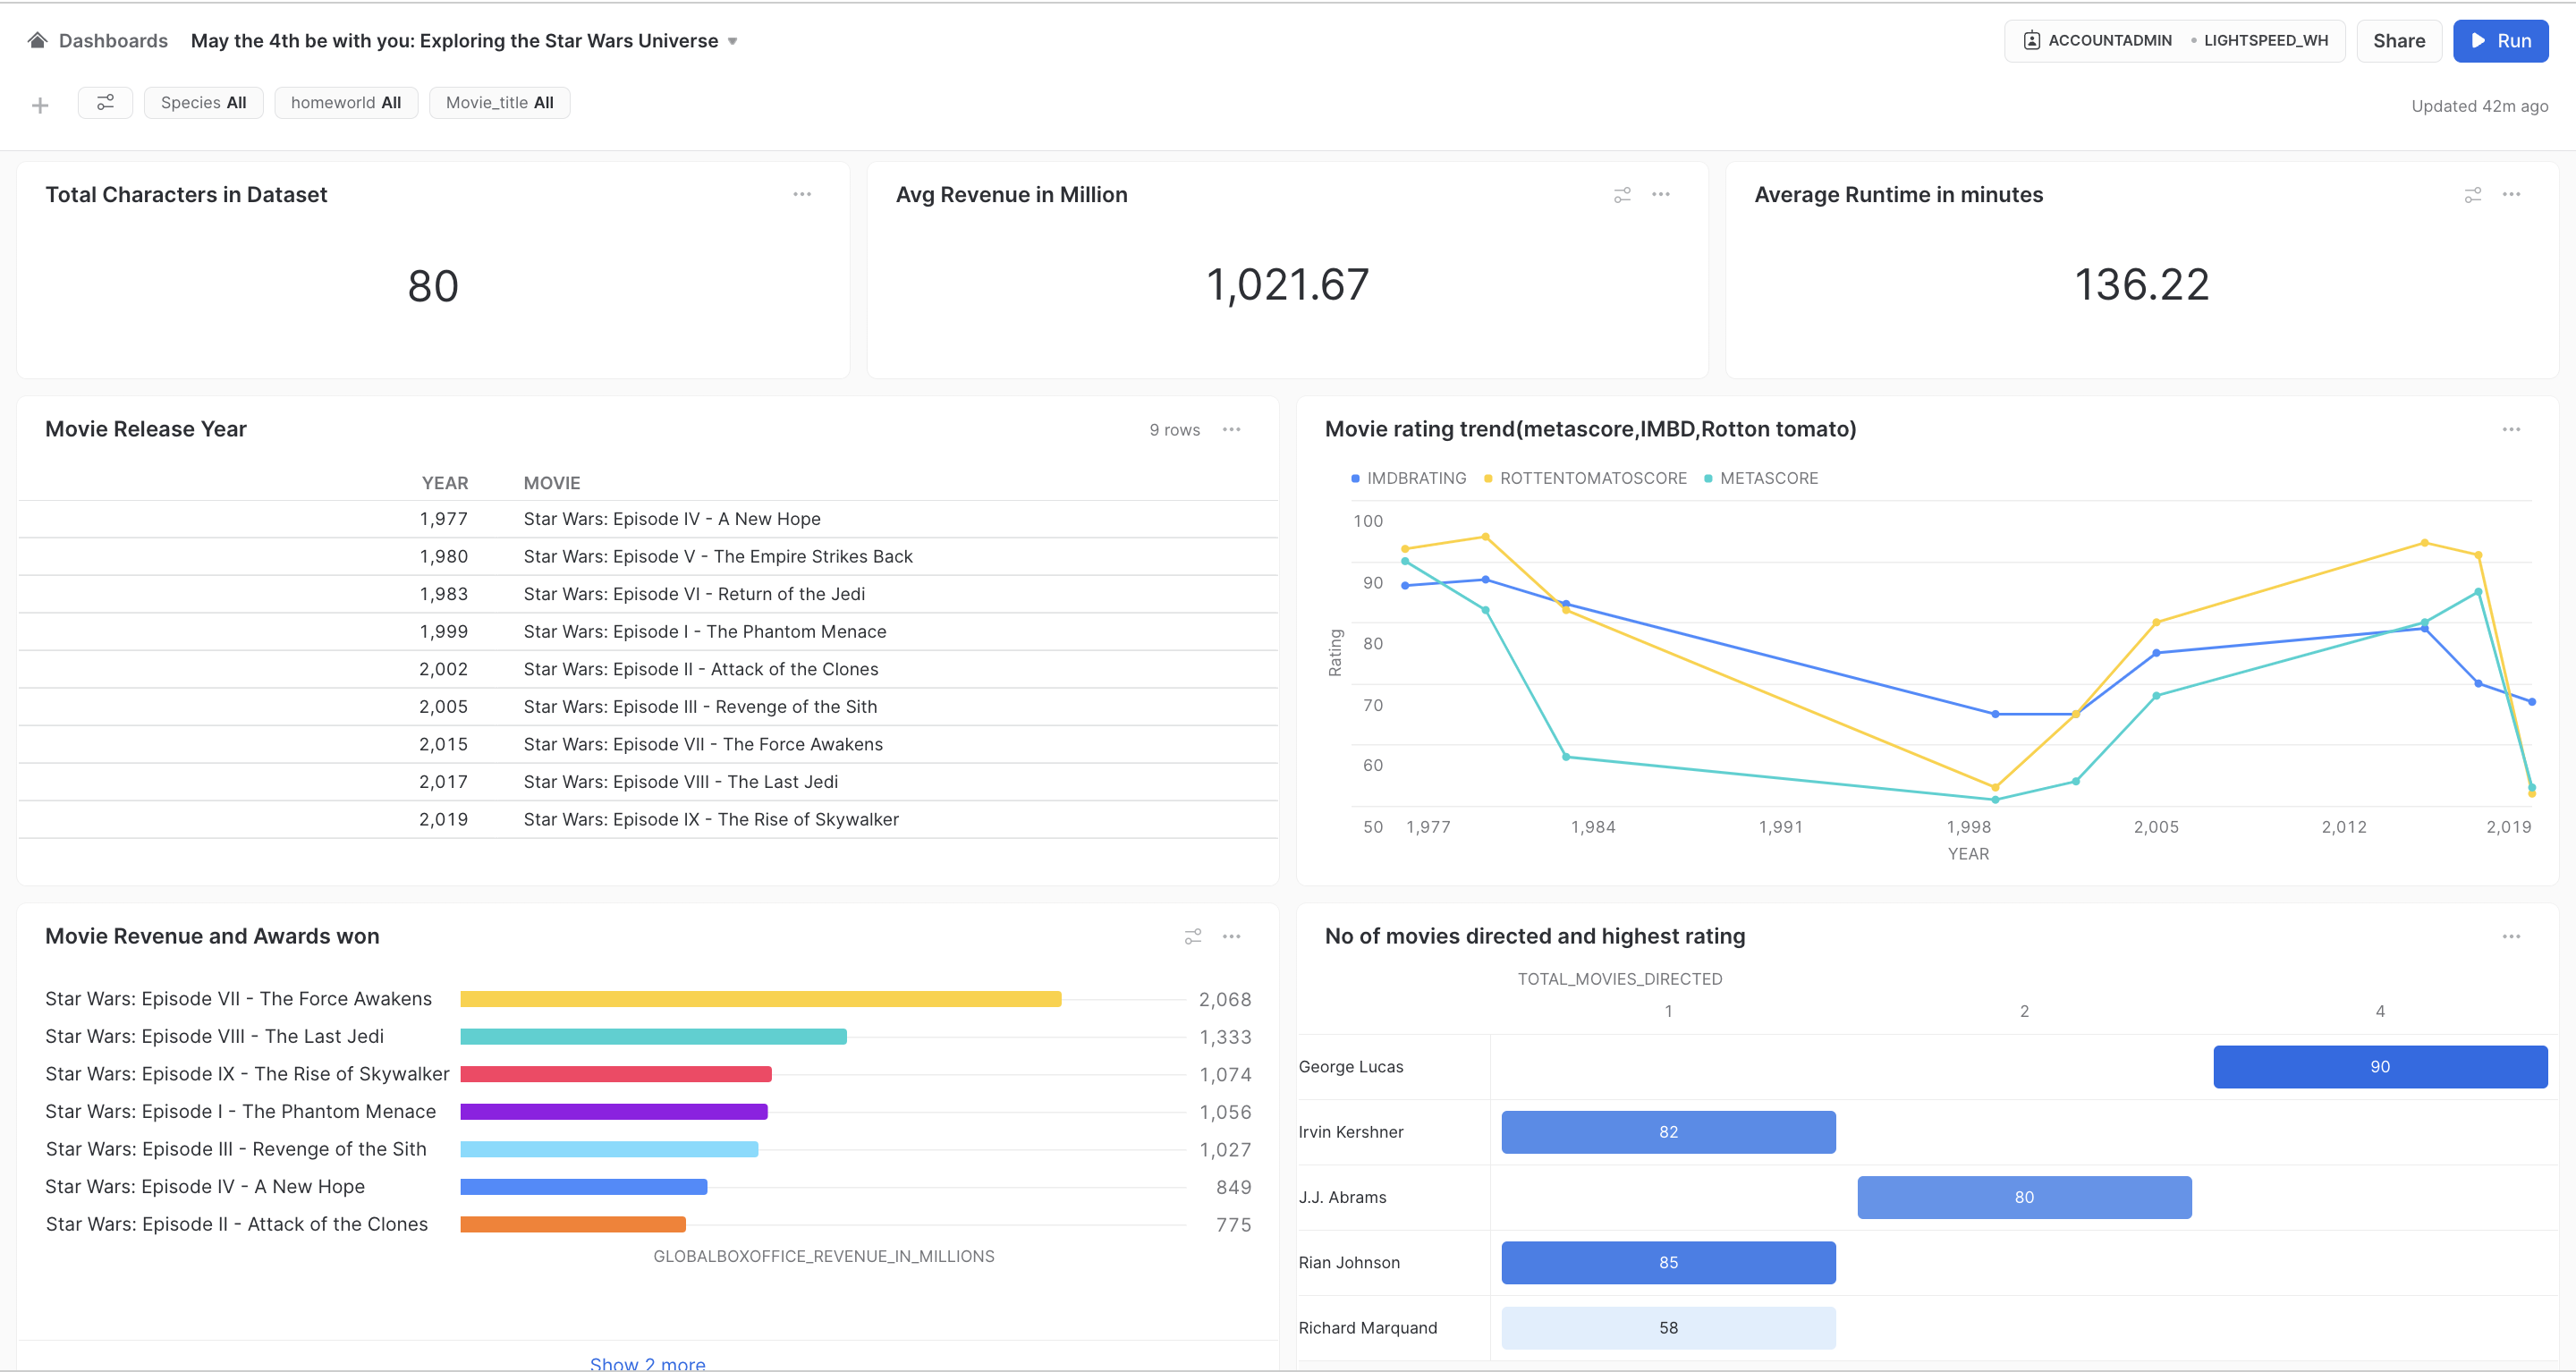 Dashboards May the 4th be with you: Exploring the Star Wars Universe
ACCOUNTADMIN • LIGHTSPEED_WH Share Run
Species All homeworld All Movie_title All
Updated 42m ago
Total Characters in Dataset
80
Avg Revenue in Million
1,021.67
Average Runtime in minutes
136.22
Movie Release Year
9 rows
YEAR MOVIE
1,977 Star Wars: Episode IV - A New Hope
1,980 Star Wars: Episode V - The Empire Strikes Back
1,983 Star Wars: Episode VI - Return of the Jedi
1,999 Star Wars: Episode I - The Phantom Menace
2,002 Star Wars: Episode II - Attack of the Clones
2,005 Star Wars: Episode III - Revenge of the Sith
2,015 Star Wars: Episode VII - The Force Awakens
2,017 Star Wars: Episode VIII - The Last Jedi
2,019 Star Wars: Episode IX - The Rise of Skywalker
Movie rating trend(metascore,IMBD,Rotton tomato)
IMDBRATING ROTTENTOMATOSCORE METASCORE
100
90
80
70
60
50
Rating
1,977 1,984 1,991 1,998 2,005 2,012 2,019
YEAR
Movie Revenue and Awards won
Star Wars: Episode VII - The Force Awakens 2,068
Star Wars: Episode VIII - The Last Jedi 1,333
Star Wars: Episode IX - The Rise of Skywalker 1,074
Star Wars: Episode I - The Phantom Menace 1,056
Star Wars: Episode III - Revenge of the Sith 1,027
Star Wars: Episode IV - A New Hope 849
Star Wars: Episode II - Attack of the Clones 775
GLOBALBOXOFFICE_REVENUE_IN_MILLIONS
Show 2 more
No of movies directed and highest rating
TOTAL_MOVIES_DIRECTED
1 2 4
George Lucas 90
Irvin Kershner 82
J.J. Abrams 80
Rian Johnson 85
Richard Marquand 58